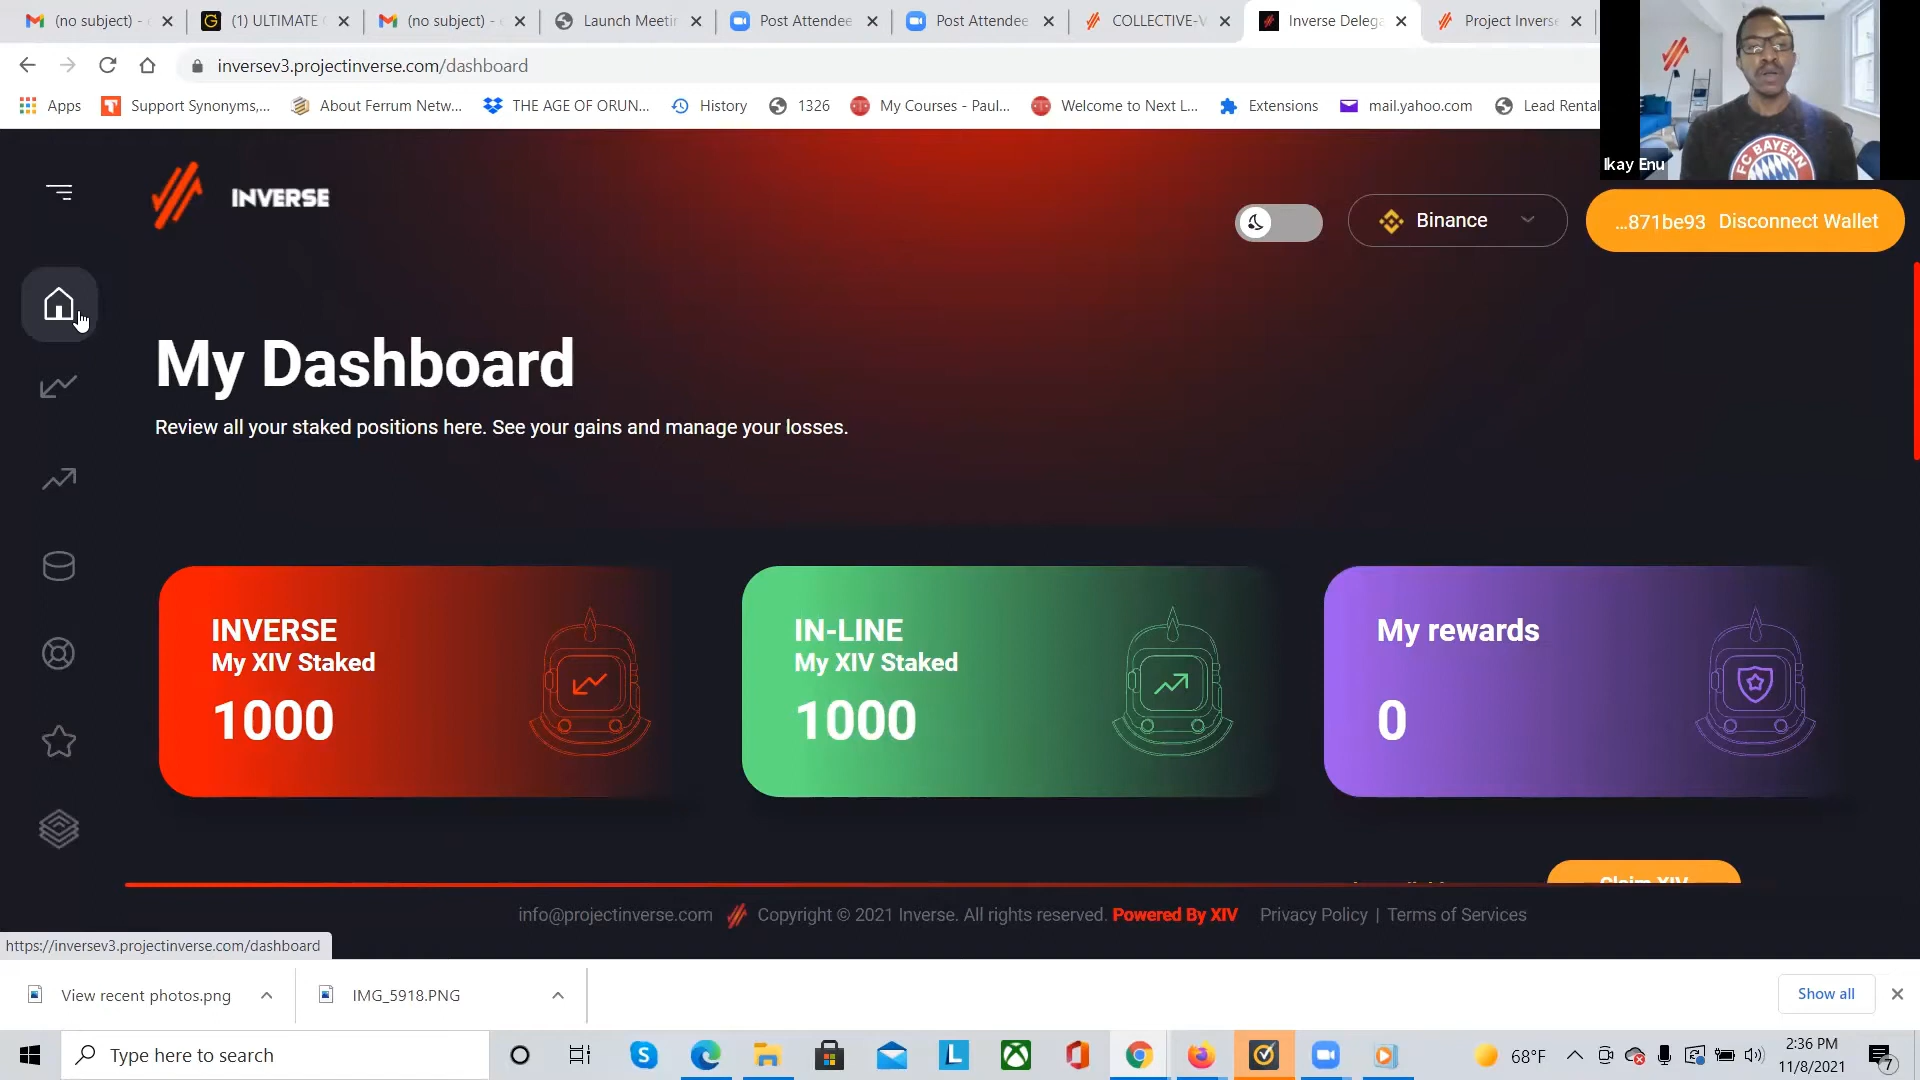 (no subject) -
(1) ULTIMATE
(no subject) -
Launch Meetin
Post Attendee
Post Attendee
COLLECTIVE-V
Inverse Delega
Project Inverse
inversev3.projectinverse.com/dashboard
Apps
Support Synonyms,...
About Ferrum Netw...
THE AGE OF ORUN...
History
1326
My Courses - Paul...
Welcome to Next L...
Extensions
mail.yahoo.com
Lead Rental
FC BAYERN
Ikay Enu
INVERSE
Binance
...871be93 Disconnect Wallet
My Dashboard
Review all your staked positions here. See your gains and manage your losses.
INVERSE
My XIV Staked
1000
IN-LINE
My XIV Staked
1000
My rewards
0
Claim XIV
info@projectinverse.com
Copyright © 2021 Inverse. All rights reserved. Powered By XIV
Privacy Policy | Terms of Services
https://inversev3.projectinverse.com/dashboard
View recent photos.png
IMG_5918.PNG
Show all
Type here to search
68°F
2:36 PM
11/8/2021
7